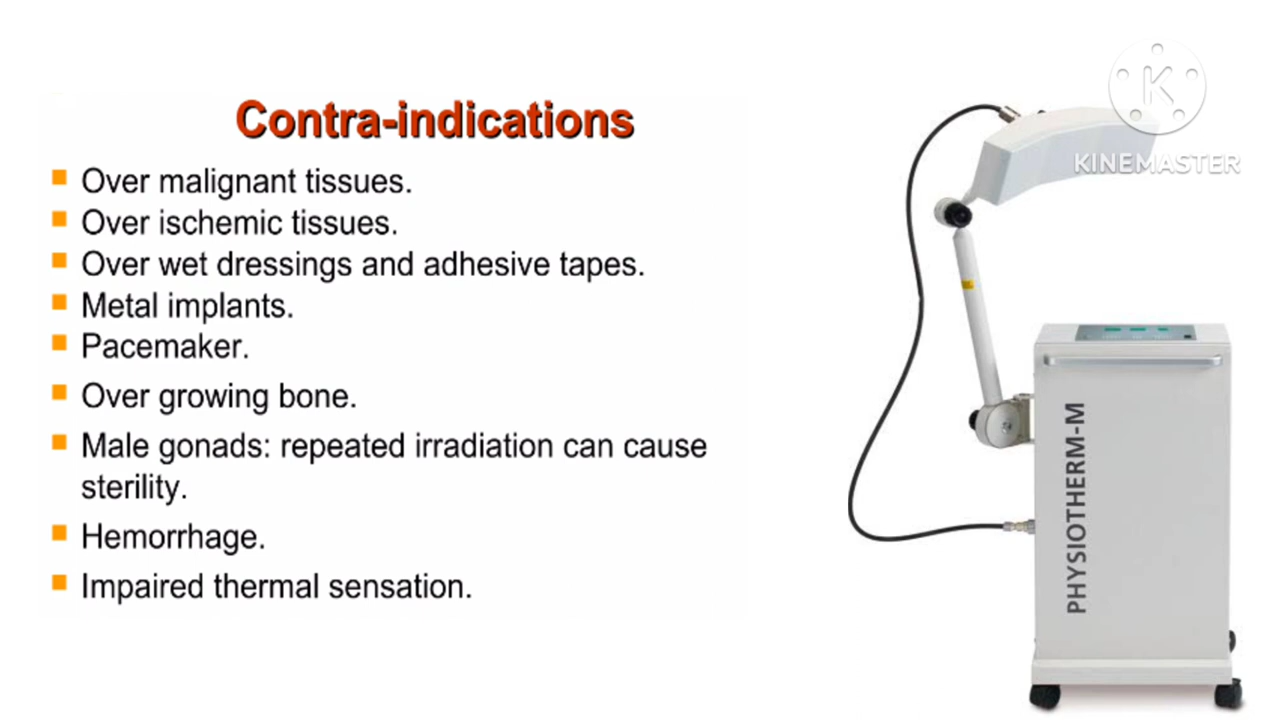 Contra-indications
Over malignant tissues.
Over ischemic tissues.
Over wet dressings and adhesive tapes.
Metal implants.
Pacemaker.
Over growing bone.
Male gonads: repeated irradiation can cause
sterility.
Hemorrhage.
Impaired thermal sensation.
K
KINEMASTER
PHYSIOTHERM-M